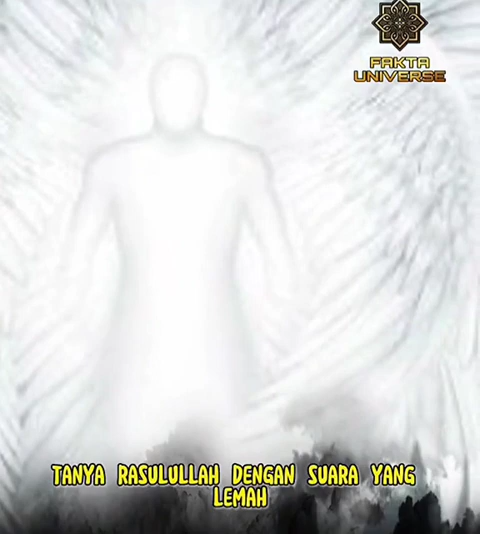 FAKTA
UNIVERSE
TANYA RASULULLAH DENGAN SUARA YANG
LEMAH